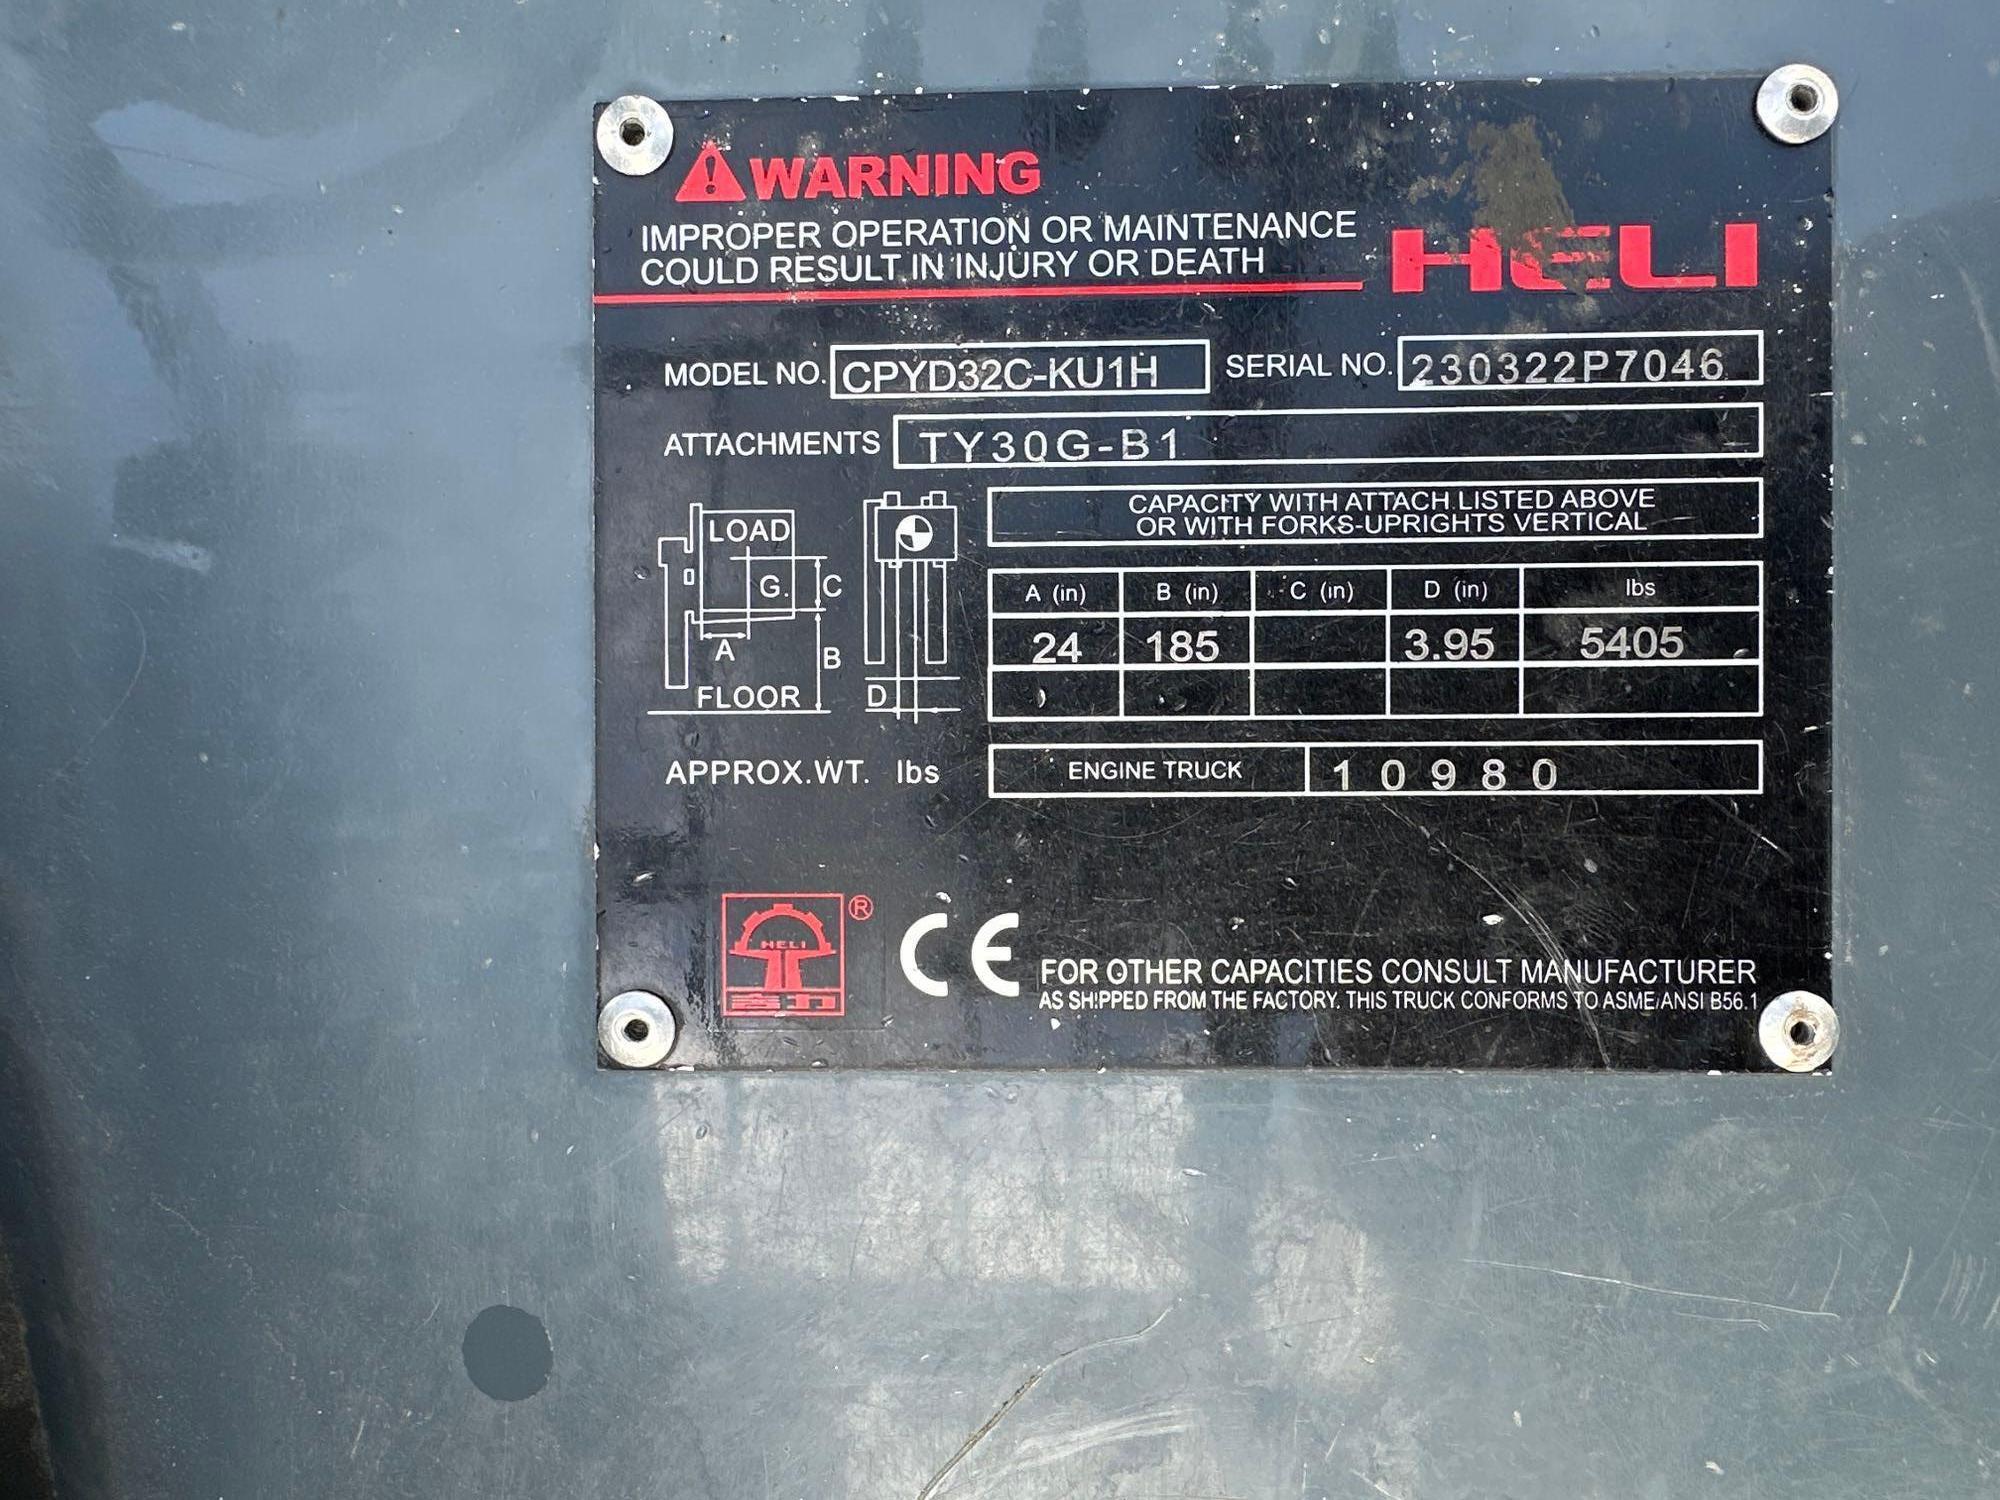 WARNING
IMPROPER OPERATION OR MAINTENANCE
COULD RESULT IN INJURY OR DEATH
HELI
MODEL NO. CPYD32C-KU1H SERIAL NO. 230322P7046
ATTACHMENTS TY30G-B1
CAPACITY WITH ATTACH.LISTED ABOVE
OR WITH FORKS-UPRIGHTS VERTICAL
LOAD
G.
C
A
B
FLOOR
D
A (in) B (in) C (in) D (in) lbs
24 185 3.95 5405
APPROX.WT. lbs ENGINE TRUCK 10980
HELI
合力
®
CE
FOR OTHER CAPACITIES CONSULT MANUFACTURER
AS SHIPPED FROM THE FACTORY. THIS TRUCK CONFORMS TO ASME/ANSI B56.1